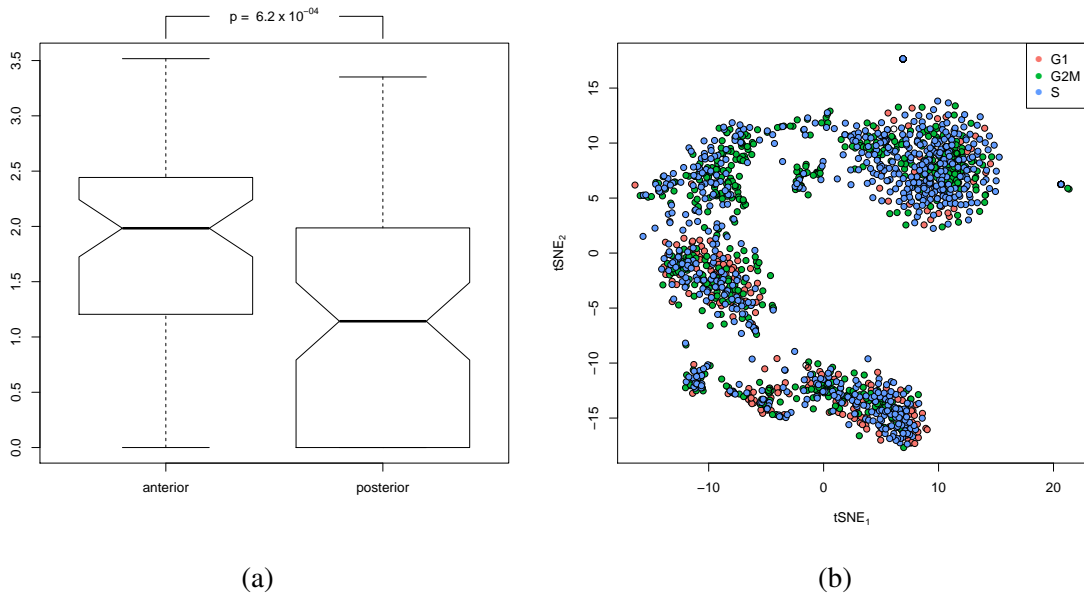 p = 6.2 x 10⁻⁰⁴
3.5
3.0
2.5
2.0
1.5
1.0
0.5
0.0
anterior posterior
(a)
G1
G2M
S
15
10
5
0
−5
−10
−15
tSNE₂
−10 0 10 20
tSNE₁
(b)